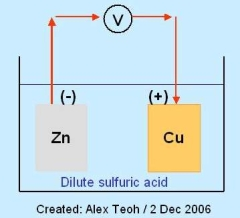 V
(-) (+)
Zn Cu
Dilute sulfuric acid
Created: Alex Teoh / 2 Dec 2006